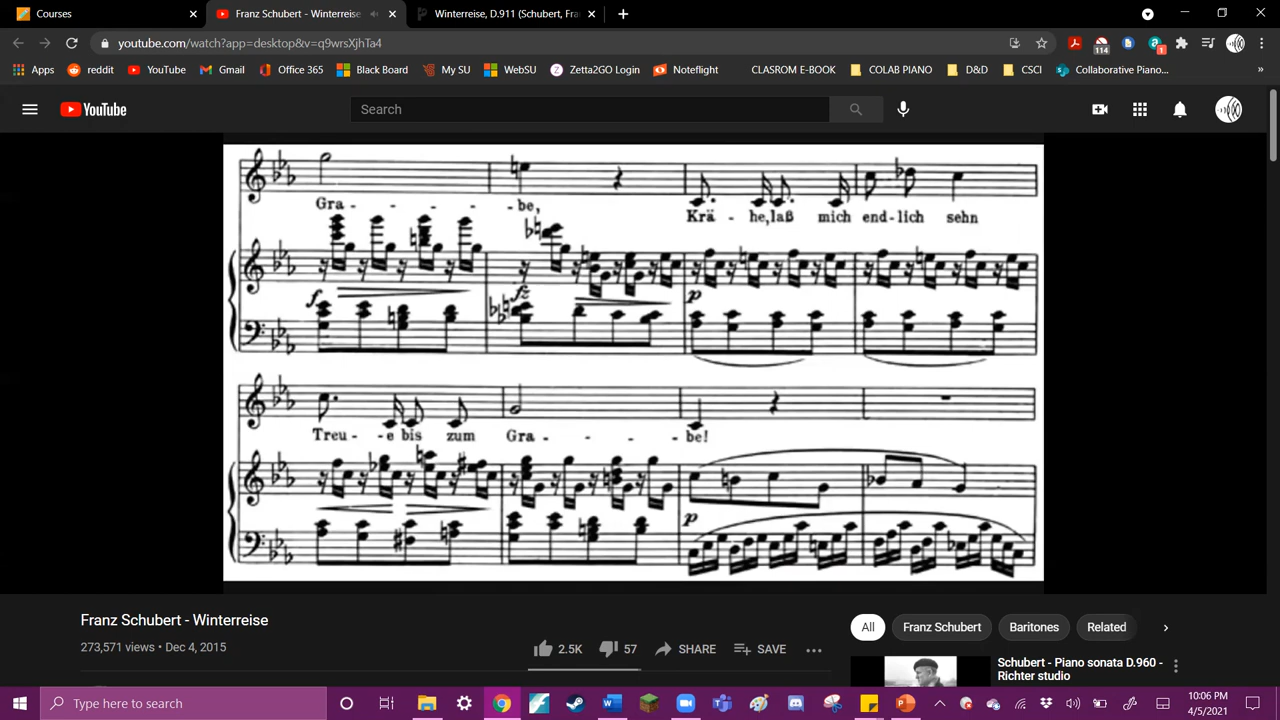 Courses
Franz Schubert - Winterreise
Winterreise, D.911 (Schubert, Fra
youtube.com/watch?app=desktop&v=q9wrsXjhTa4
114
1
Apps
reddit
YouTube
Gmail
Office 365
Black Board
My SU
WebSU
Zetta2GO Login
Noteflight
CLASROM E-BOOK
COLAB PIANO
D&D
CSCI
Collaborative Piano...
»
YouTube
Search
Gra - - - - - be,
Krä - he, laß mich end-lich sehn
f
fz
p
Treu - - e bis zum Gra - - - - be!
p
Franz Schubert - Winterreise
273,571 views • Dec 4, 2015
2.5K
57
SHARE
SAVE
All
Franz Schubert
Baritones
Related
Schubert - Piano sonata D.960 -
Richter studio
Type here to search
10:06 PM
4/5/2021